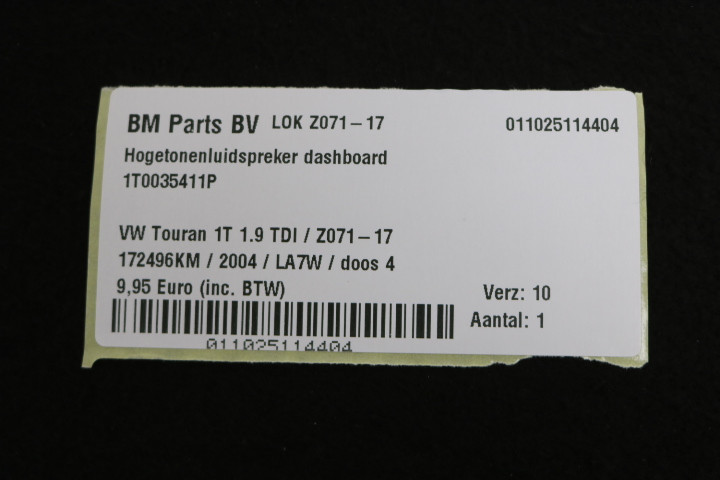 BM Parts BV LOK Z071-17 011025114404
Hogetonenluidspreker dashboard
1T0035411P
VW Touran 1T 1.9 TDI / Z071-17
172496KM / 2004 / LA7W / doos 4
9,95 Euro (inc. BTW) Verz: 10
Aantal: 1
011025114404